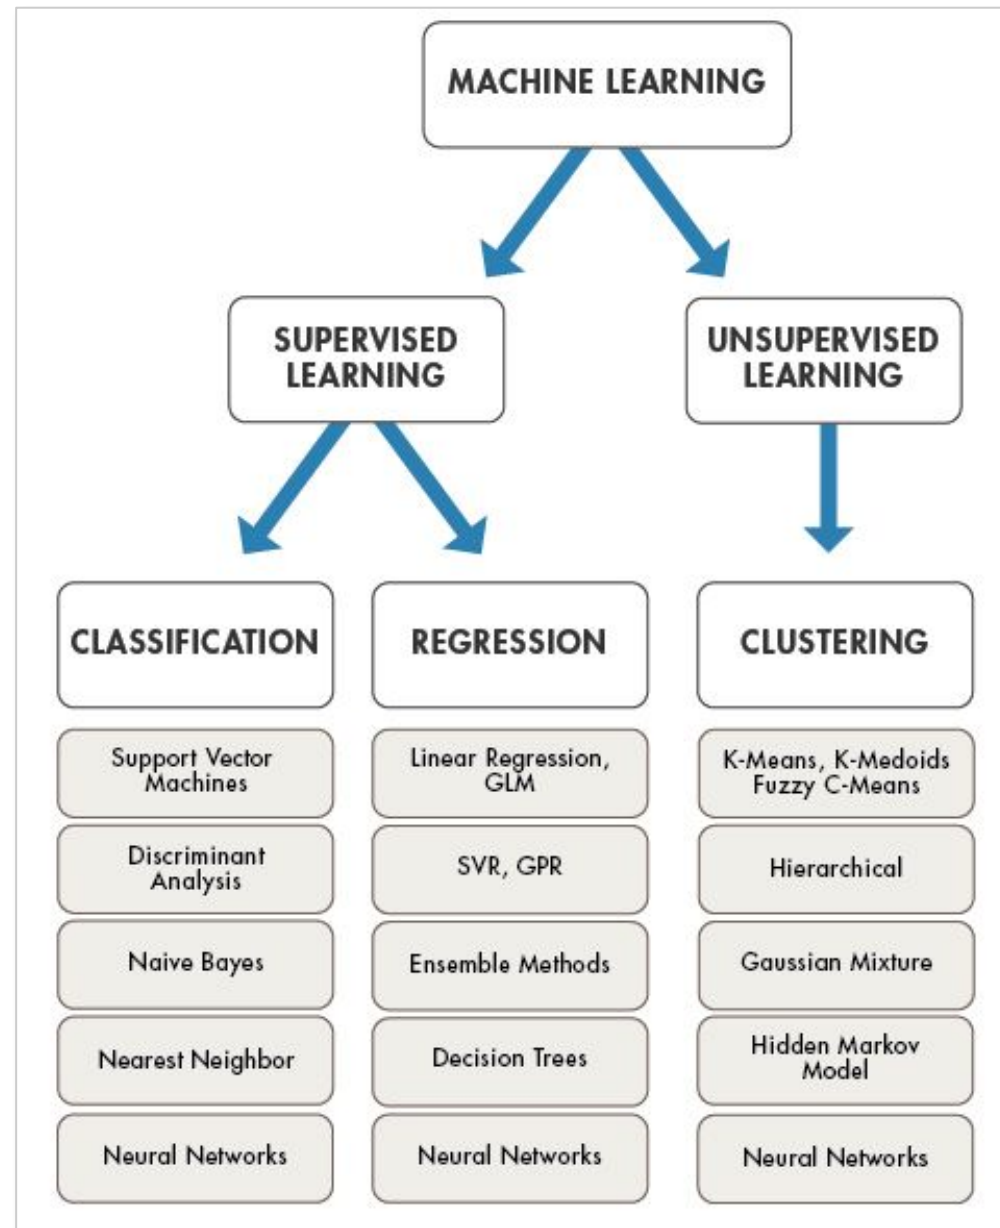 MACHINE LEARNING
SUPERVISED
LEARNING
UNSUPERVISED
LEARNING
CLASSIFICATION
Support Vector
Machines
Discriminant
Analysis
Naive Bayes
Nearest Neighbor
Neural Networks
REGRESSION
Linear Regression,
GLM
SVR, GPR
Ensemble Methods
Decision Trees
Neural Networks
CLUSTERING
K-Means, K-Medoids
Fuzzy C-Means
Hierarchical
Gaussian Mixture
Hidden Markov
Model
Neural Networks